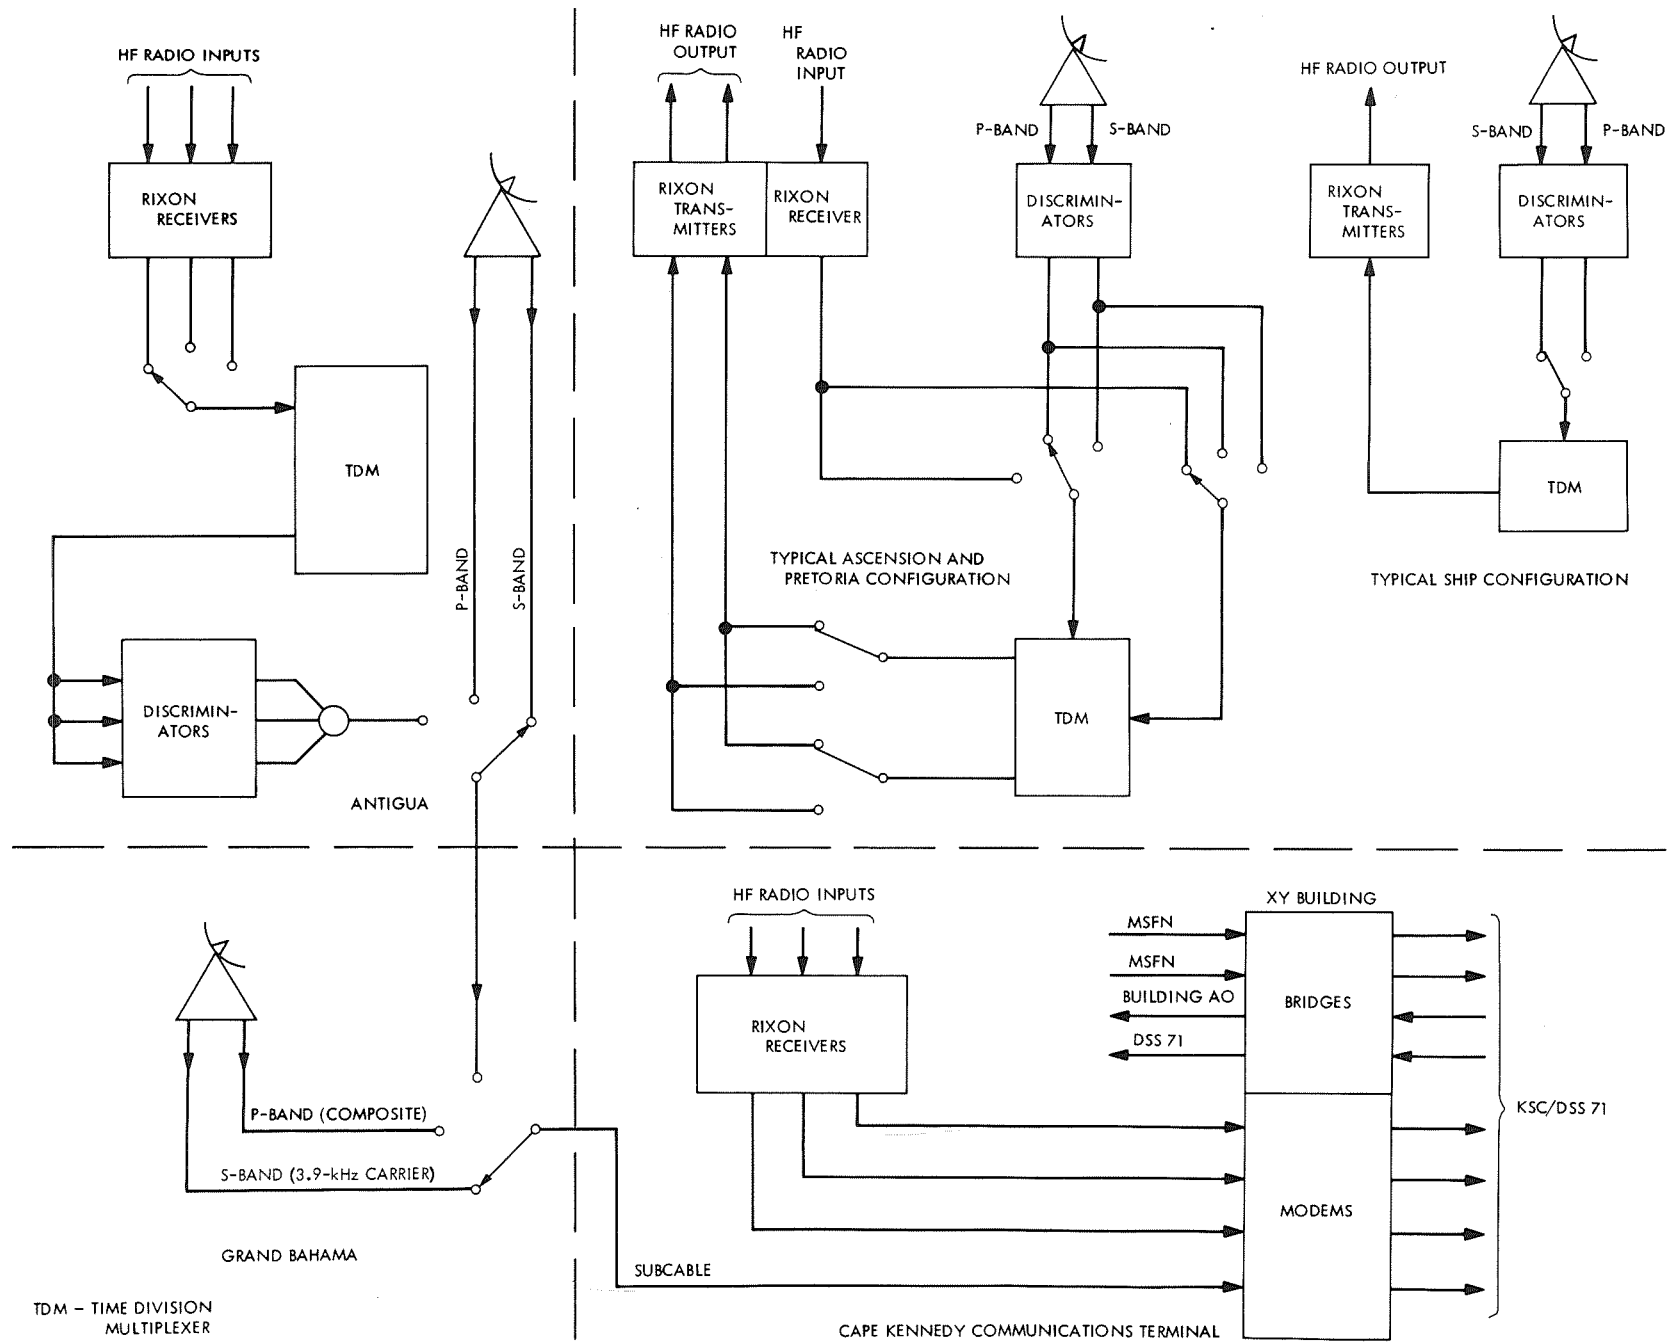 HF RADIO INPUTS
RIXON
RECEIVERS
TDM
P-BAND
S-BAND
DISCRIMIN-
ATORS
ANTIGUA
HF RADIO
OUTPUT
HF
RADIO
INPUT
RIXON
TRANS-
MITTERS
RIXON
RECEIVER
P-BAND
S-BAND
DISCRIMIN-
ATORS
TYPICAL ASCENSION AND
PRETORIA CONFIGURATION
TDM
HF RADIO OUTPUT
S-BAND
P-BAND
RIXON
TRANS-
MITTERS
DISCRIMIN-
ATORS
TDM
TYPICAL SHIP CONFIGURATION
P-BAND (COMPOSITE)
S-BAND (3.9-kHz CARRIER)
GRAND BAHAMA
TDM – TIME DIVISION
MULTIPLEXER
HF RADIO INPUTS
RIXON
RECEIVERS
SUBCABLE
XY BUILDING
MSFN
MSFN
BUILDING AO
DSS 71
BRIDGES
MODEMS
KSC/DSS 71
CAPE KENNEDY COMMUNICATIONS TERMINAL